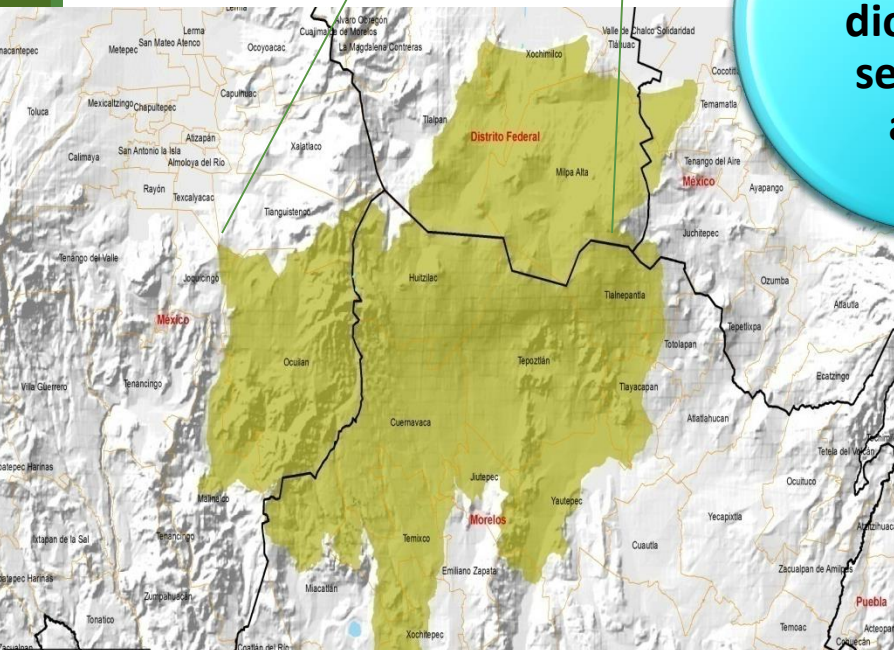 Lerma
Alvaro Obregón
dic
Lerma
Cuajimalpa de Morelos
Valle de Chalco Solidaridad
San Mateo Atenco
Ocoyoacac
La Magdalena Contreras
Tláhuac
Metepec
Xochimilco
se
Capulhuac
Toluca
Mexicaltzingo
Chapultepec
Temamatla
a
Tlalpan
Atizapán
Distrito Federal
San Antonio la Isla
Xalatlaco
Calimaya
Almoloya del Río
Tenango del Aire
Milpa Alta
México
Ayapango
Rayón
Texcalyacac
Tianguistenco
Juchitepec
Tenango del Valle
Joquicingo
Huitzilac
Ozumba
Tlalnepantla
Atlautla
México
Tepetlixpa
Totolapan
Ocuilan
Tepoztlán
Ecatzingo
Villa Guerrero
Tenancingo
Tlayacapan
Atlatlahucan
Cuernavaca
Tetela del Volcán
Jiutepec
Ocuituco
Malinalco
Yautepec
Yecapixtla
Morelos
Ixtapan de la Sal
Tenancingo
Temixco
Cuautla
Emiliano Zapata
Zacualpan de Amilpas
Miacatlán
Zumpahuacán
Puebla
Tonatico
Temoac
Xochitepec
Coatlán del Río
Cohuecán